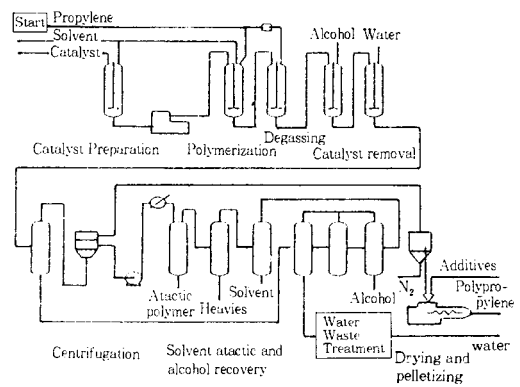 Start
Propylene
Solvent
Catalyst
Alcohol Water
Catalyst Preparation
Polymerization
Degassing
Catalyst removal
Additives
N2
Polypro-
pylene
Atactic
polymer
Heavies
Solvent
Alcohol
Water
Waste
Treatment
water
Centrifugation
Solvent atactic and
alcohol recovery
Drying and
pelletizing